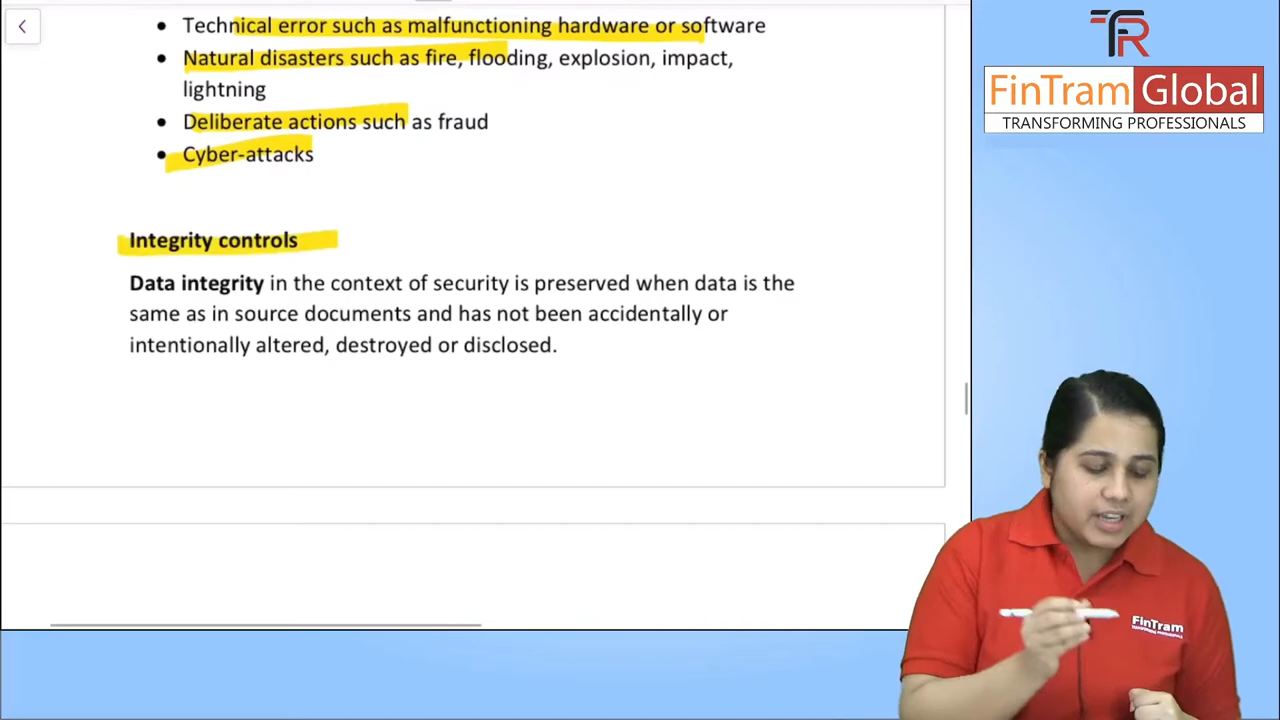 • Technical error such as malfunctioning hardware or software
• Natural disasters such as fire, flooding, explosion, impact,
lightning
• Deliberate actions such as fraud
• Cyber-attacks
Integrity controls
Data integrity in the context of security is preserved when data is the
same as in source documents and has not been accidentally or
intentionally altered, destroyed or disclosed.
FinTram Global
TRANSFORMING PROFESSIONALS
FinTram
TRANSFORMING PROFESSIONALS